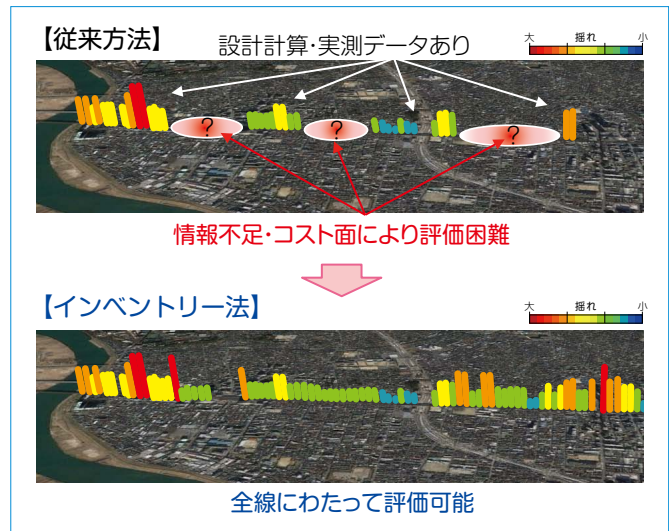 【従来方法】
設計計算・実測データあり
大 揺れ 小
? ? ?
情報不足・コスト面により評価困難
【インベントリー法】
大 揺れ 小
全線にわたって評価可能